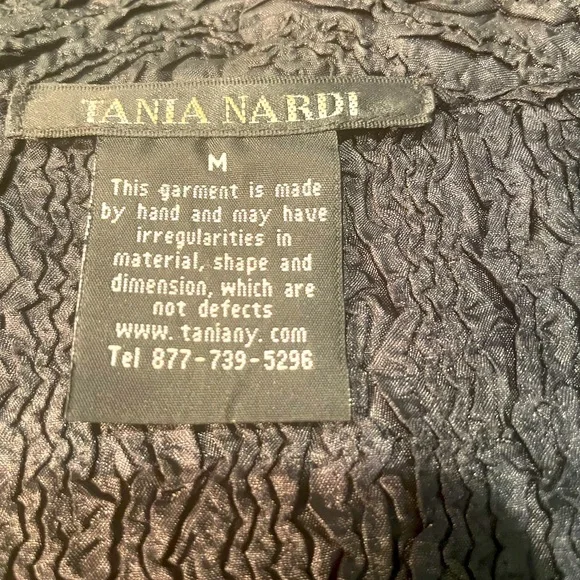 TANIA NARDI
M
This garment is made
by hand and may have
irregularities in
material, shape and
dimension, which are
not defects
www. taniany. com
Tel 877-739-5296